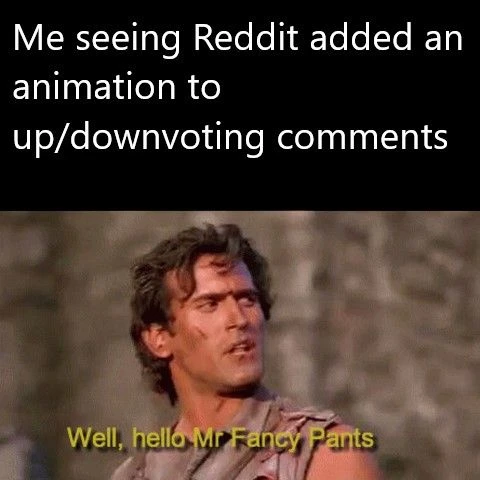 Me seeing Reddit added an
animation to
up/downvoting comments
Well, hello Mr Fancy Pants